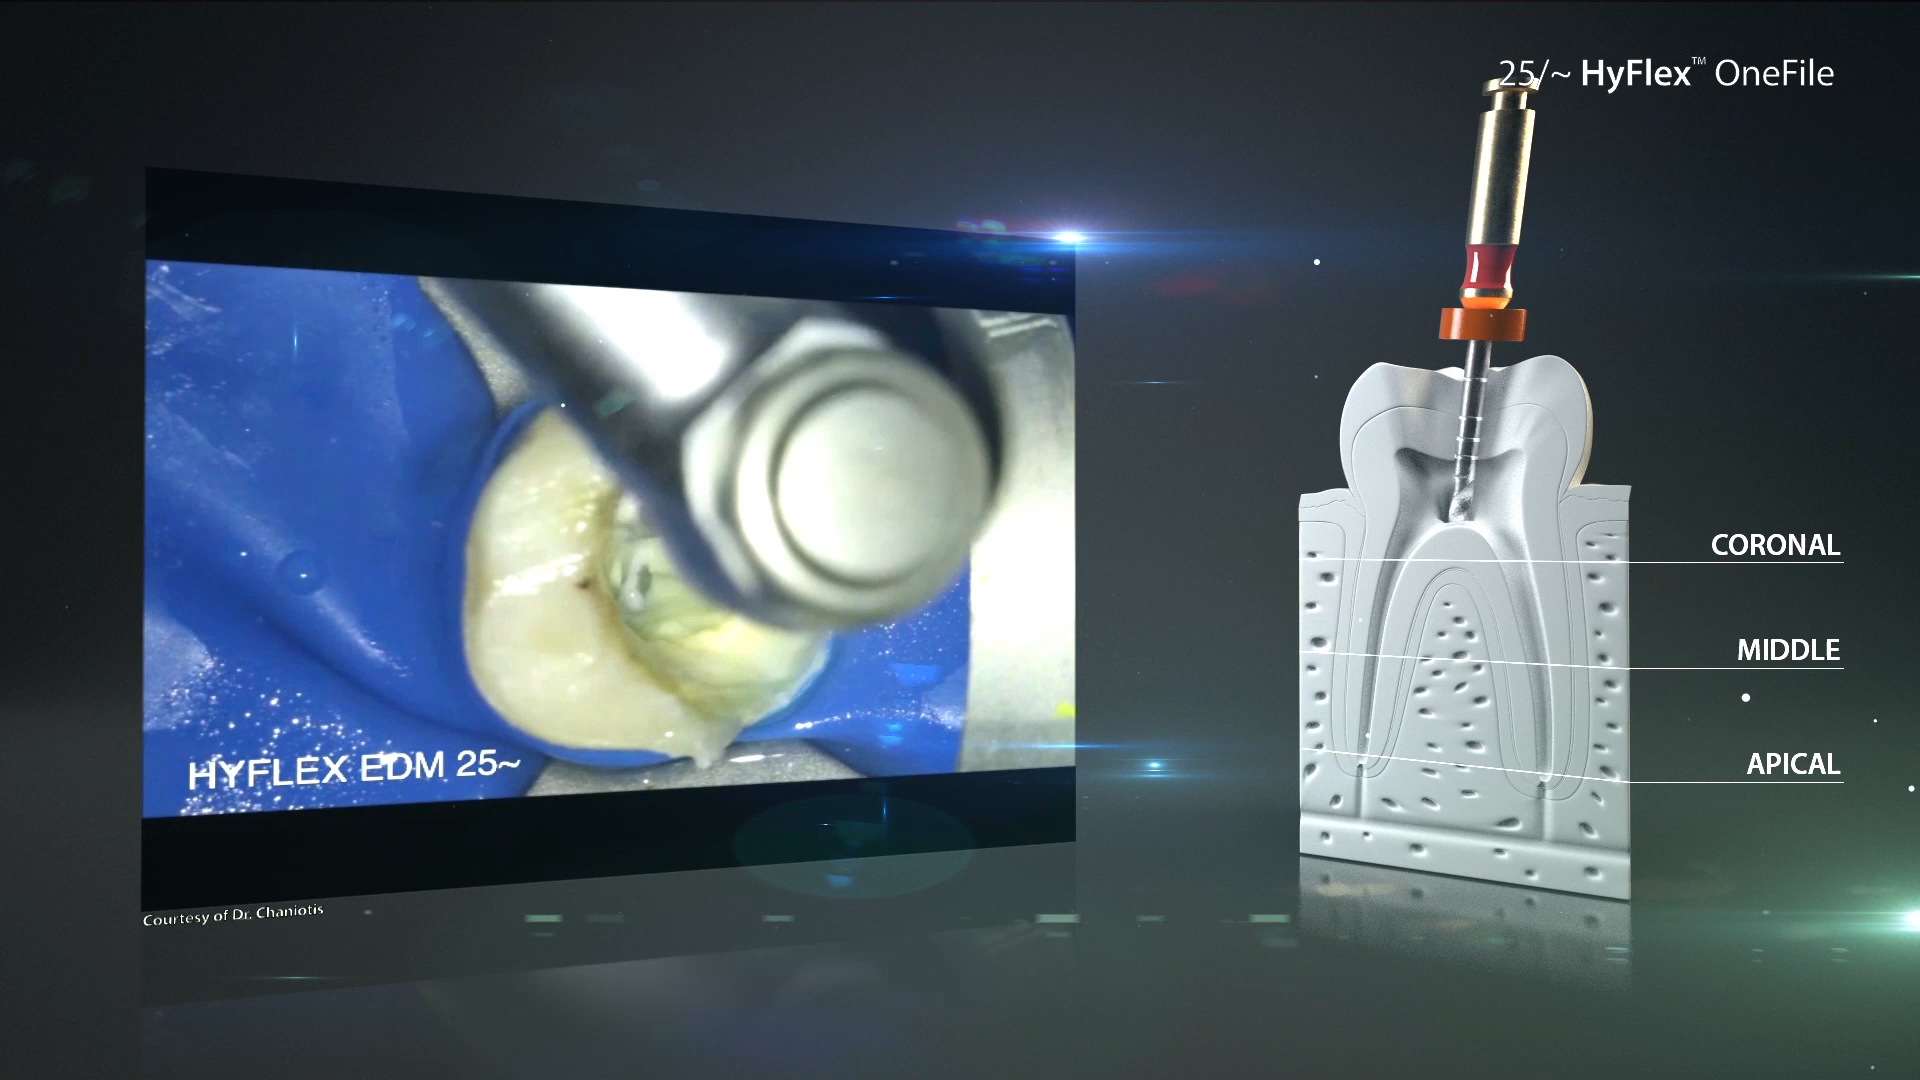 25/~ HyFlex™ OneFile
CORONAL
MIDDLE
APICAL
HYFLEX EDM 25~
Courtesy of Dr. Chaniotis